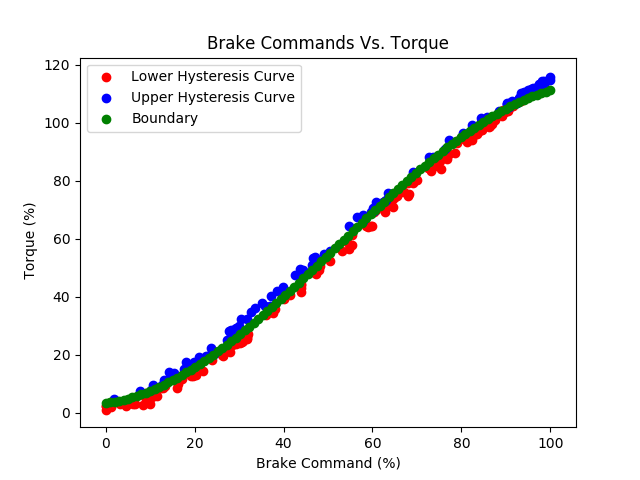 Brake Commands Vs. Torque
120
100
80
60
40
20
0
Torque (%)
Lower Hysteresis Curve
Upper Hysteresis Curve
Boundary
0 20 40 60 80 100
Brake Command (%)